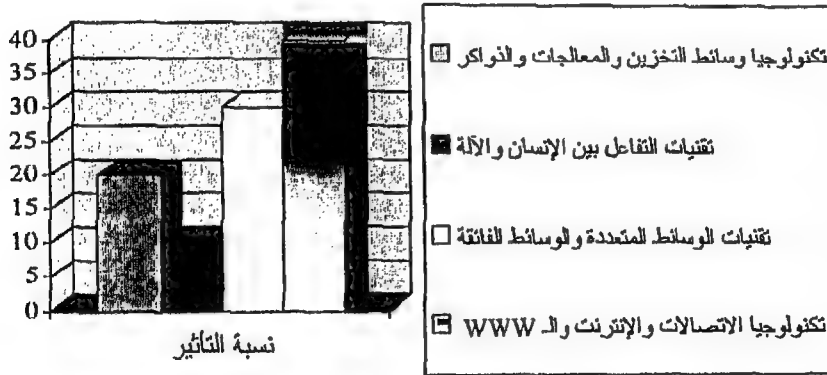 40
35
30
25
20
15
10
5
0
نسبة التأثير
تكنولوجيا وسائط التخزين والمعالجات والذواكر
تقنيات التفاعل بين الإنسان والآلة
تقنيات الوسائط المتعددة والوسائط الفائقة
تكنولوجيا الاتصالات والإنترنت والـ WWW